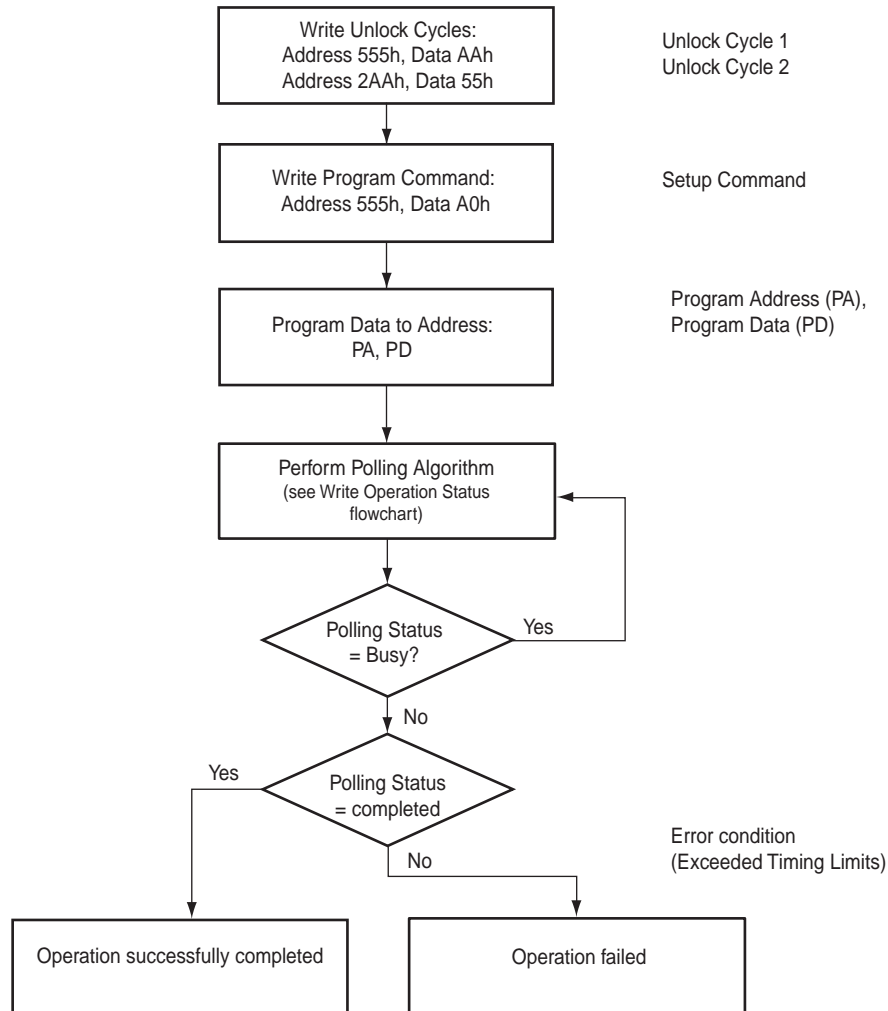 Write Unlock Cycles:
Address 555h, Data AAh
Address 2AAh, Data 55h
Unlock Cycle 1
Unlock Cycle 2
Write Program Command:
Address 555h, Data A0h
Setup Command
Program Data to Address:
PA, PD
Program Address (PA),
Program Data (PD)
Perform Polling Algorithm
(see Write Operation Status
flowchart)
Polling Status
= Busy?
Yes
No
Polling Status
= completed
Yes
No
Error condition
(Exceeded Timing Limits)
Operation successfully completed
Operation failed